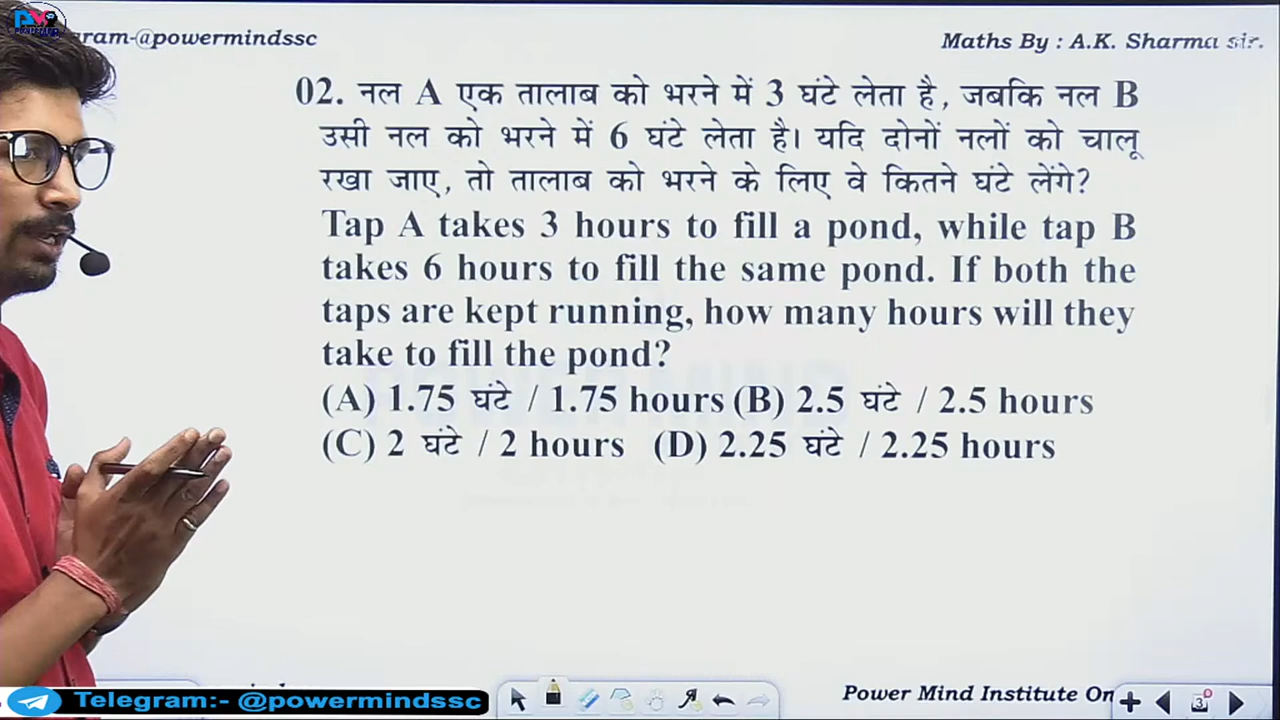 gram-@powermindssc
Maths By : A.K. Sharma sir.
02. नल A एक तालाब को भरने में 3 घंटे लेता है, जबकि नल B
उसी नल को भरने में 6 घंटे लेता है। यदि दोनों नलों को चालू
रखा जाए, तो तालाब को भरने के लिए वे कितने घंटे लेंगे?
Tap A takes 3 hours to fill a pond, while tap B
takes 6 hours to fill the same pond. If both the
taps are kept running, how many hours will they
take to fill the pond?
(A) 1.75 घंटे / 1.75 hours (B) 2.5 घंटे / 2.5 hours
(C) 2 घंटे / 2 hours (D) 2.25 घंटे / 2.25 hours
Telegram:- @powermindssc
Power Mind Institute On
3